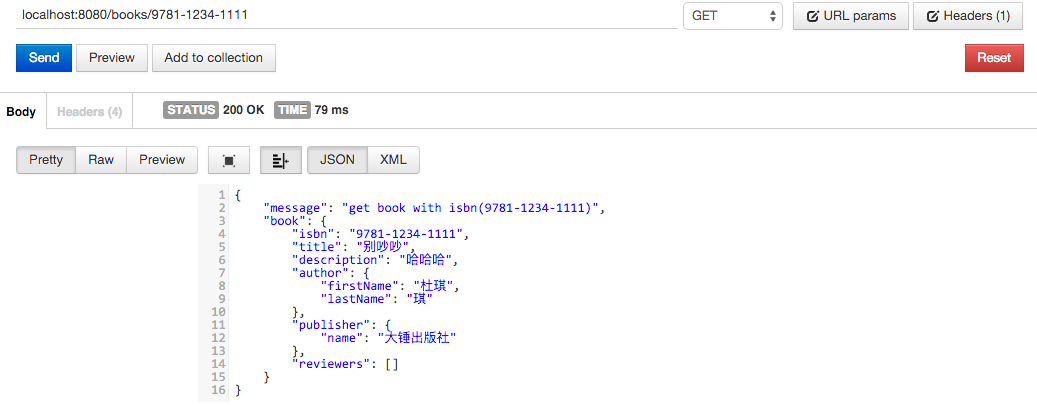 localhost:8080/books/9781-1234-1111 GET URL params Headers (1)
Send Preview Add to collection Reset
Body Headers (4) STATUS 200 OK TIME 79 ms
Pretty Raw Preview JSON XML
1 {
2 "message": "get book with isbn(9781-1234-1111)",
3 "book": {
4 "isbn": "9781-1234-1111",
5 "title": "别吵吵",
6 "description": "哈哈哈",
7 "author": {
8 "firstName": "杜琪",
9 "lastName": "琪"
10 },
11 "publisher": {
12 "name": "大锤出版社"
13 },
14 "reviewers": []
15 }
16 }